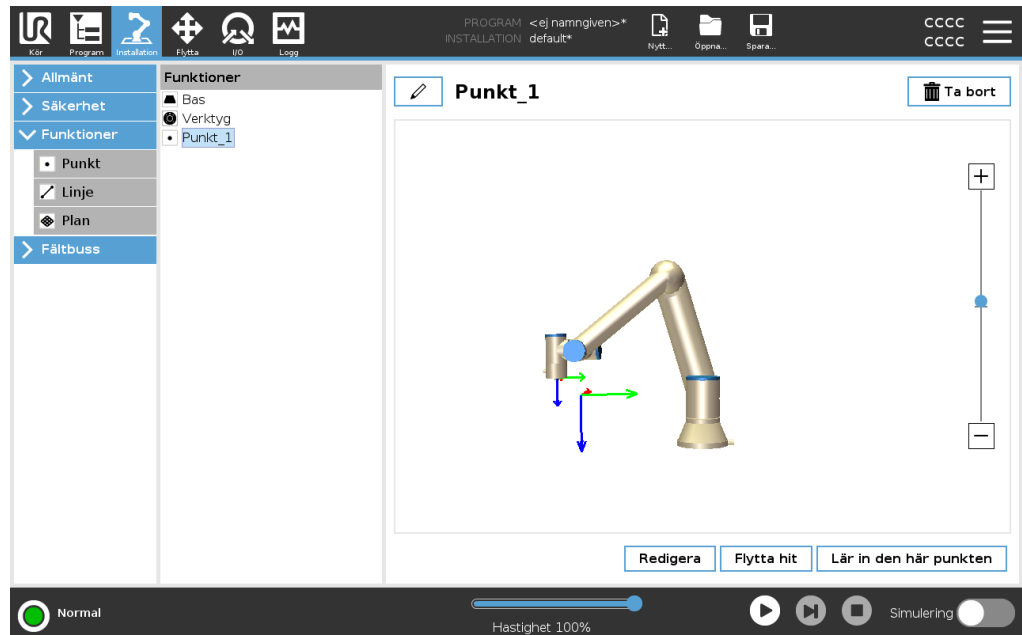 PROGRAM <ej namngiven>*
INSTALLATION default*
CCCC
CCCC
UR
Kör Program Installation Flytta I/O Logg Nytt... Öppna... Spara...
Allmänt
Säkerhet
Funktioner
Punkt
Linje
Plan
Fältbuss
Funktioner
Bas
Verktyg
Punkt_1
Punkt_1
Ta bort
+
−
Redigera Flytta hit Lär in den här punkten
Normal
Hastighet 100%
Simulering